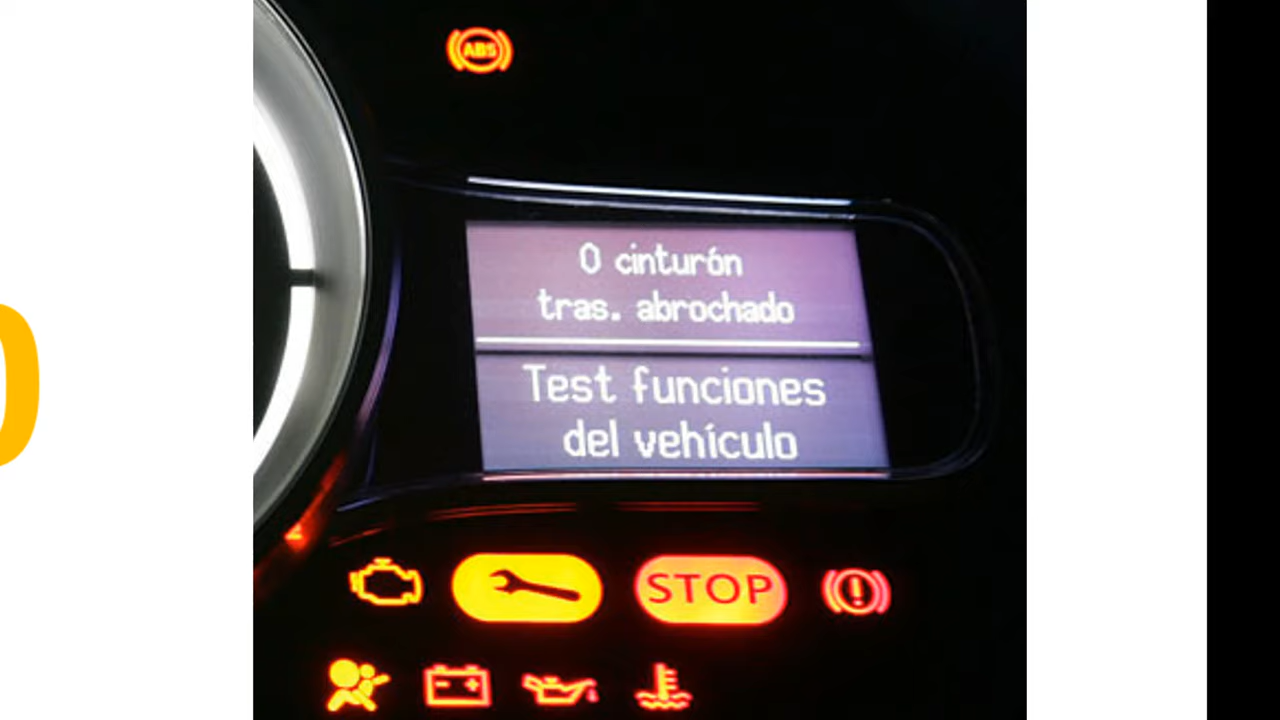 ABS
0 cinturón
tras. abrochado
Test funciones
del vehículo
STOP